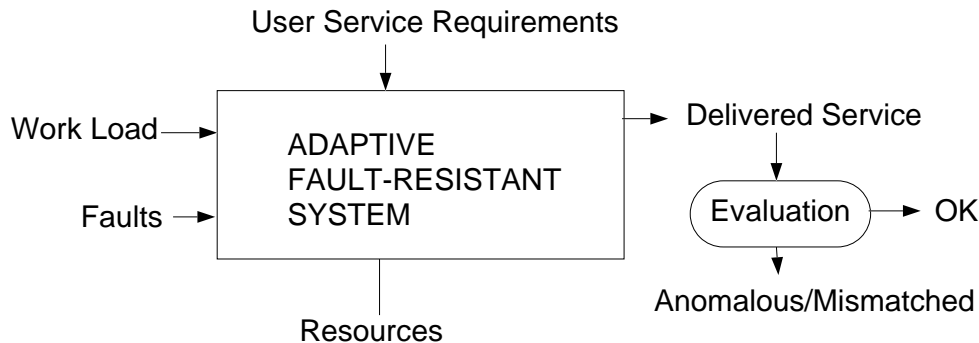 User Service Requirements
Work Load
Delivered Service
ADAPTIVE
FAULT-RESISTANT
SYSTEM
Faults
Evaluation
OK
Anomalous/Mismatched
Resources